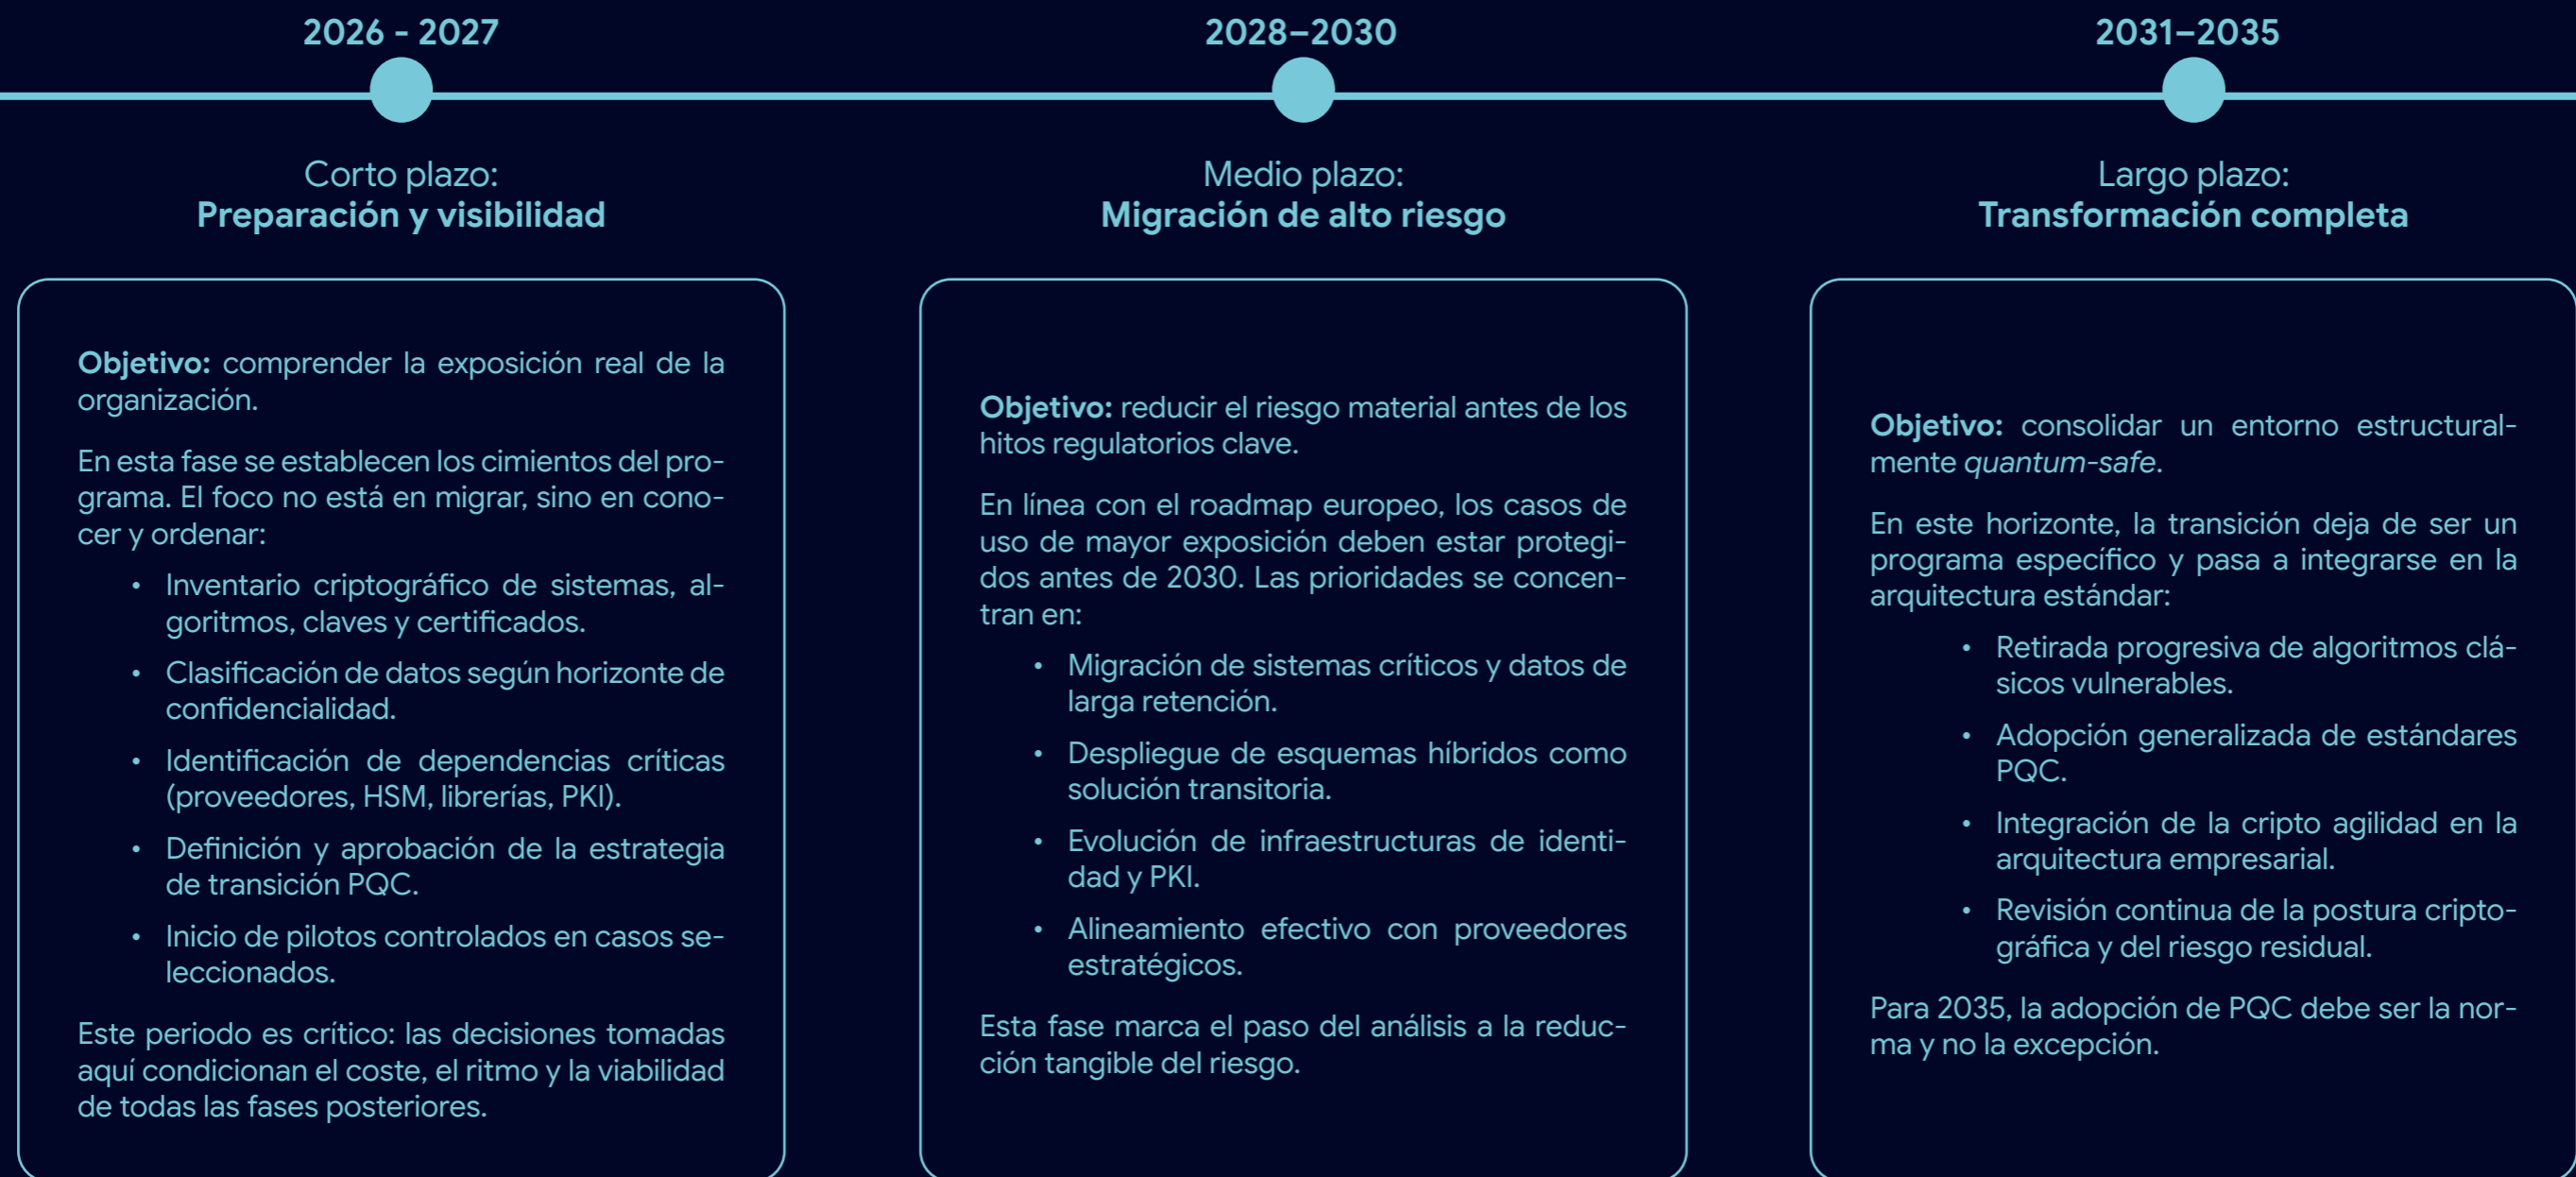 2026 - 2027
Corto plazo:
Preparación y visibilidad
Objetivo: comprender la exposición real de la
organización.
En esta fase se establecen los cimientos del pro-
grama. El foco no está en migrar, sino en cono-
cer y ordenar:
• Inventario criptográfico de sistemas, al-
goritmos, claves y certificados.
• Clasificación de datos según horizonte de
confidencialidad.
• Identificación de dependencias críticas
(proveedores, HSM, librerías, PKI).
• Definición y aprobación de la estrategia
de transición PQC.
• Inicio de pilotos controlados en casos se-
leccionados.
Este periodo es crítico: las decisiones tomadas
aquí condicionan el coste, el ritmo y la viabilidad
de todas las fases posteriores.
2028–2030
Medio plazo:
Migración de alto riesgo
Objetivo: reducir el riesgo material antes de los
hitos regulatorios clave.
En línea con el roadmap europeo, los casos de
uso de mayor exposición deben estar protegi-
dos antes de 2030. Las prioridades se concen-
tran en:
• Migración de sistemas críticos y datos de
larga retención.
• Despliegue de esquemas híbridos como
solución transitoria.
• Evolución de infraestructuras de identi-
dad y PKI.
• Alineamiento efectivo con proveedores
estratégicos.
Esta fase marca el paso del análisis a la reduc-
ción tangible del riesgo.
2031–2035
Largo plazo:
Transformación completa
Objetivo: consolidar un entorno estructural-
mente quantum-safe.
En este horizonte, la transición deja de ser un
programa específico y pasa a integrarse en la
arquitectura estándar:
• Retirada progresiva de algoritmos clá-
sicos vulnerables.
• Adopción generalizada de estándares
PQC.
• Integración de la cripto agilidad en la
arquitectura empresarial.
• Revisión continua de la postura cripto-
gráfica y del riesgo residual.
Para 2035, la adopción de PQC debe ser la nor-
ma y no la excepción.